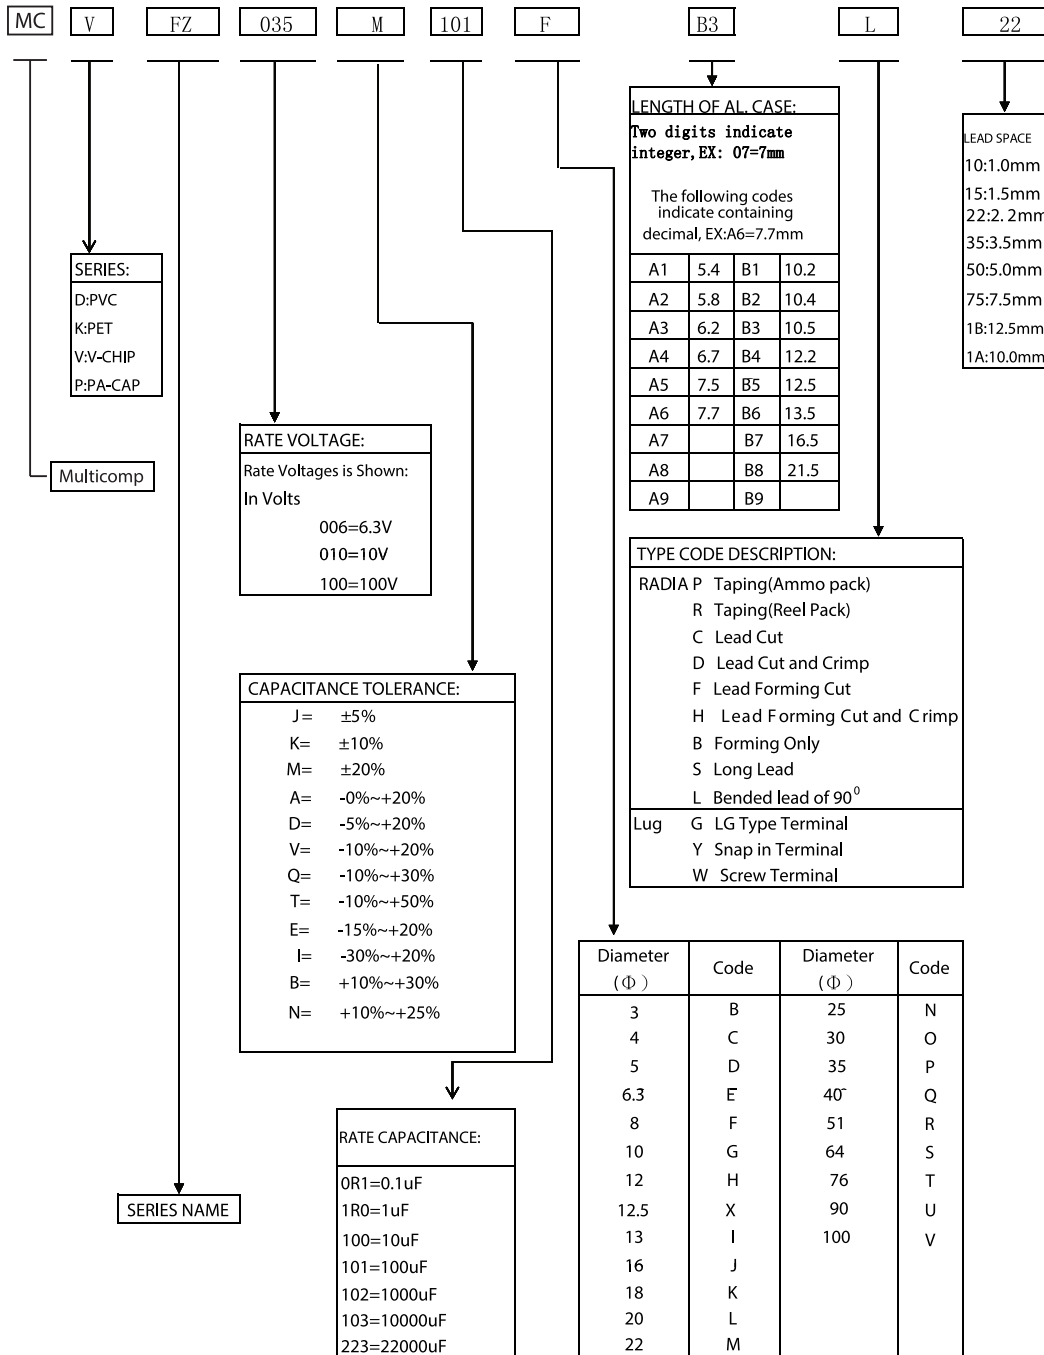 MC V FZ 035 M 101 F B3 L 22
LENGTH OF AL. CASE:
Two digits indicate
integer,EX: 07=7mm
The following codes
indicate containing
decimal, EX:A6=7.7mm
A1 5.4 B1 10.2
A2 5.8 B2 10.4
A3 6.2 B3 10.5
A4 6.7 B4 12.2
A5 7.5 B5 12.5
A6 7.7 B6 13.5
A7 B7 16.5
A8 B8 21.5
A9 B9
LEAD SPACE
10:1.0mm
15:1.5mm
22:2.2mm
35:3.5mm
50:5.0mm
75:7.5mm
1B:12.5mm
1A:10.0mm
SERIES:
D:PVC
K:PET
V:V-CHIP
P:PA-CAP
Multicomp
RATE VOLTAGE:
Rate Voltages is Shown:
In Volts
006=6.3V
010=10V
100=100V
TYPE CODE DESCRIPTION:
RADIA P Taping(Ammo pack)
R Taping(Reel Pack)
C Lead Cut
D Lead Cut and Crimp
F Lead Forming Cut
H Lead Forming Cut and Crimp
B Forming Only
S Long Lead
L Bended lead of 90⁰
Lug G LG Type Terminal
Y Snap in Terminal
W Screw Terminal
CAPACITANCE TOLERANCE:
J= ±5%
K= ±10%
M= ±20%
A= -0%~+20%
D= -5%~+20%
V= -10%~+20%
Q= -10%~+30%
T= -10%~+50%
E= -15%~+20%
I= -30%~+20%
B= +10%~+30%
N= +10%~+25%
SERIES NAME
RATE CAPACITANCE:
0R1=0.1uF
1R0=1uF
100=10uF
101=100uF
102=1000uF
103=10000uF
223=22000uF
Diameter (Φ) Code Diameter (Φ) Code
3 B 25 N
4 C 30 O
5 D 35 P
6.3 E 40 Q
8 F 51 R
10 G 64 S
12 H 76 T
12.5 X 90 U
13 I 100 V
16 J
18 K
20 L
22 M